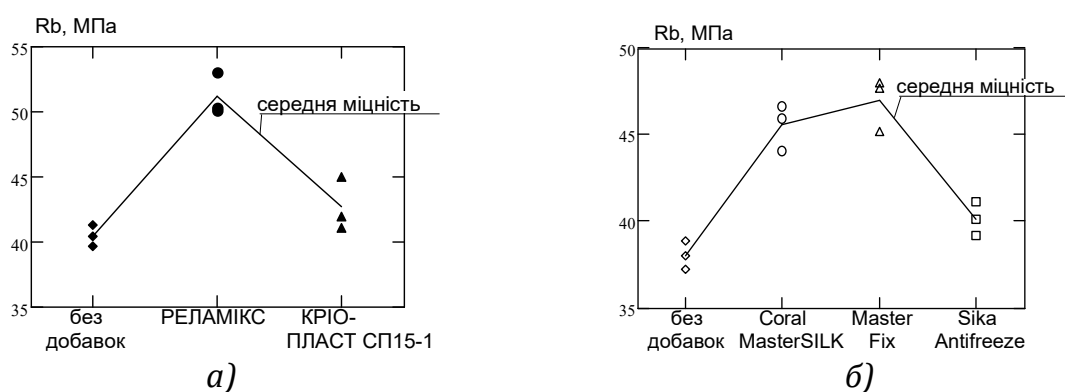 Rb, МПа
55
50
45
40
35
середня міцність
без
добавок
РЕЛАМІКС
КРІО-
ПЛАСТ СП15-1
а)
Rb, МПа
50
45
40
35
середня міцність
без
добавок
Coral
MasterSILK
Master
Fix
Sika
Antifreeze
б)